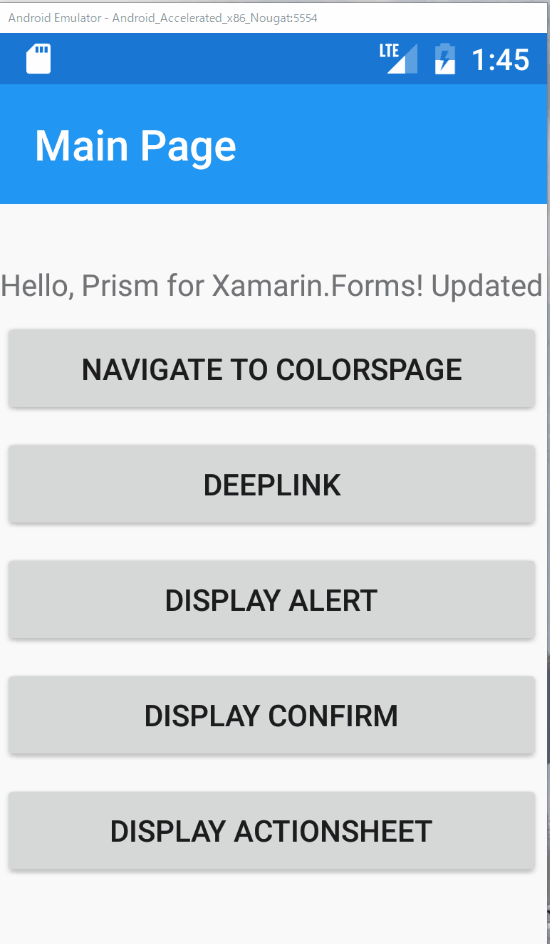 Android Emulator - Android_Accelerated_x86_Nougat:5554
LTE 1:45
Main Page
Hello, Prism for Xamarin.Forms! Updated
NAVIGATE TO COLORSPAGE
DEEPLINK
DISPLAY ALERT
DISPLAY CONFIRM
DISPLAY ACTIONSHEET